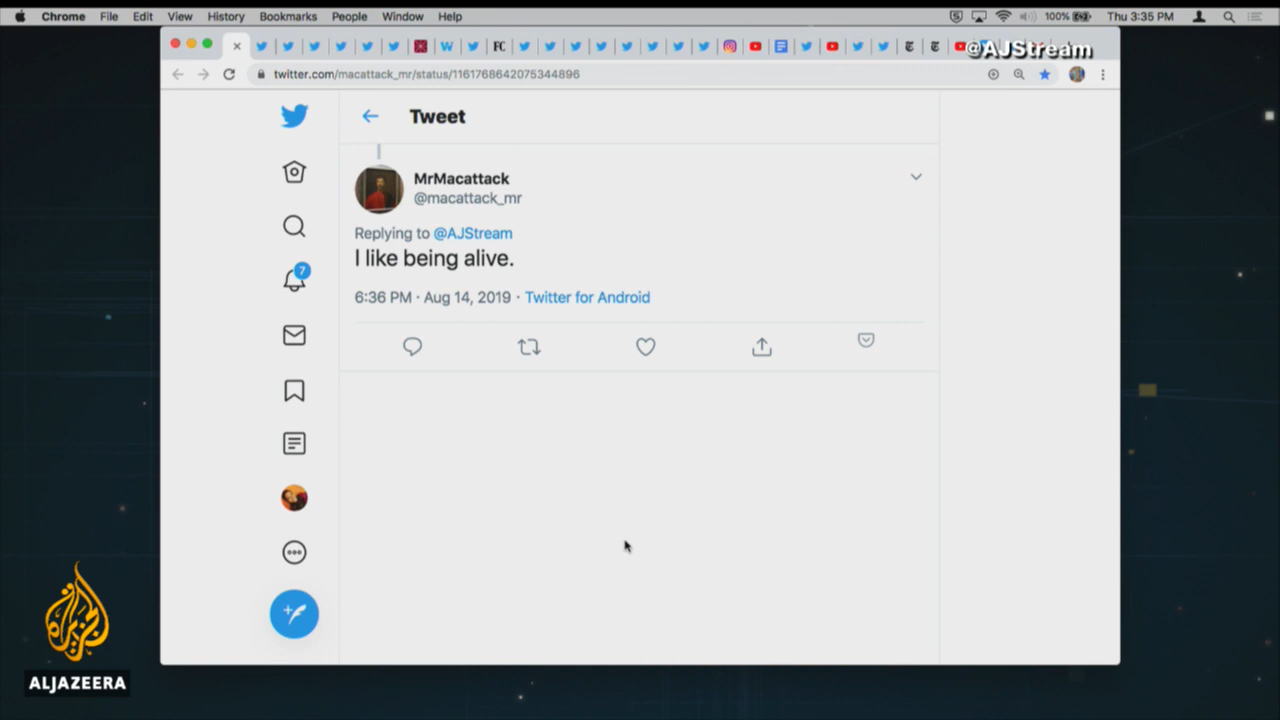 Chrome File Edit View History Bookmarks People Window Help 100% Thu 3:35 PM
W FC
@AJStream
twitter.com/macattack_mr/status/1161768642075344896
Tweet
MrMacattack
@macattack_mr
Replying to @AJStream
I like being alive.
6:36 PM · Aug 14, 2019 · Twitter for Android
7
الجزيرة
ALJAZEERA